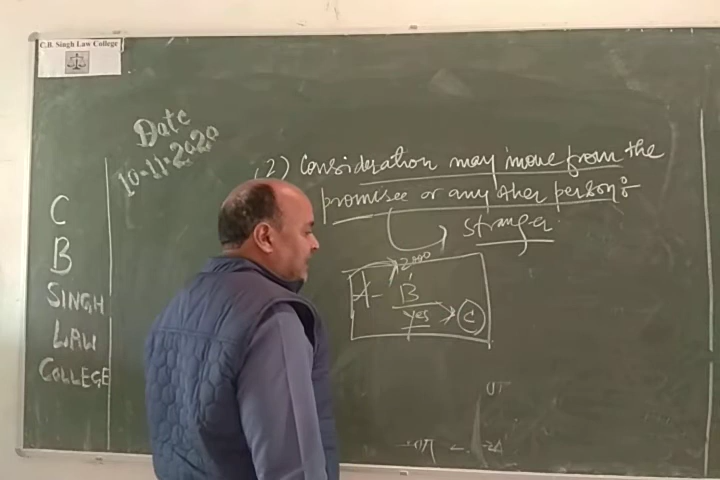 C.B. Singh Law College
Date
10-11-2020
C
B
SINGH
LAW
COLLEGE
(2) Consideration may move from the
promisee or any other person :-
stranger
2000
A - B
yes
C